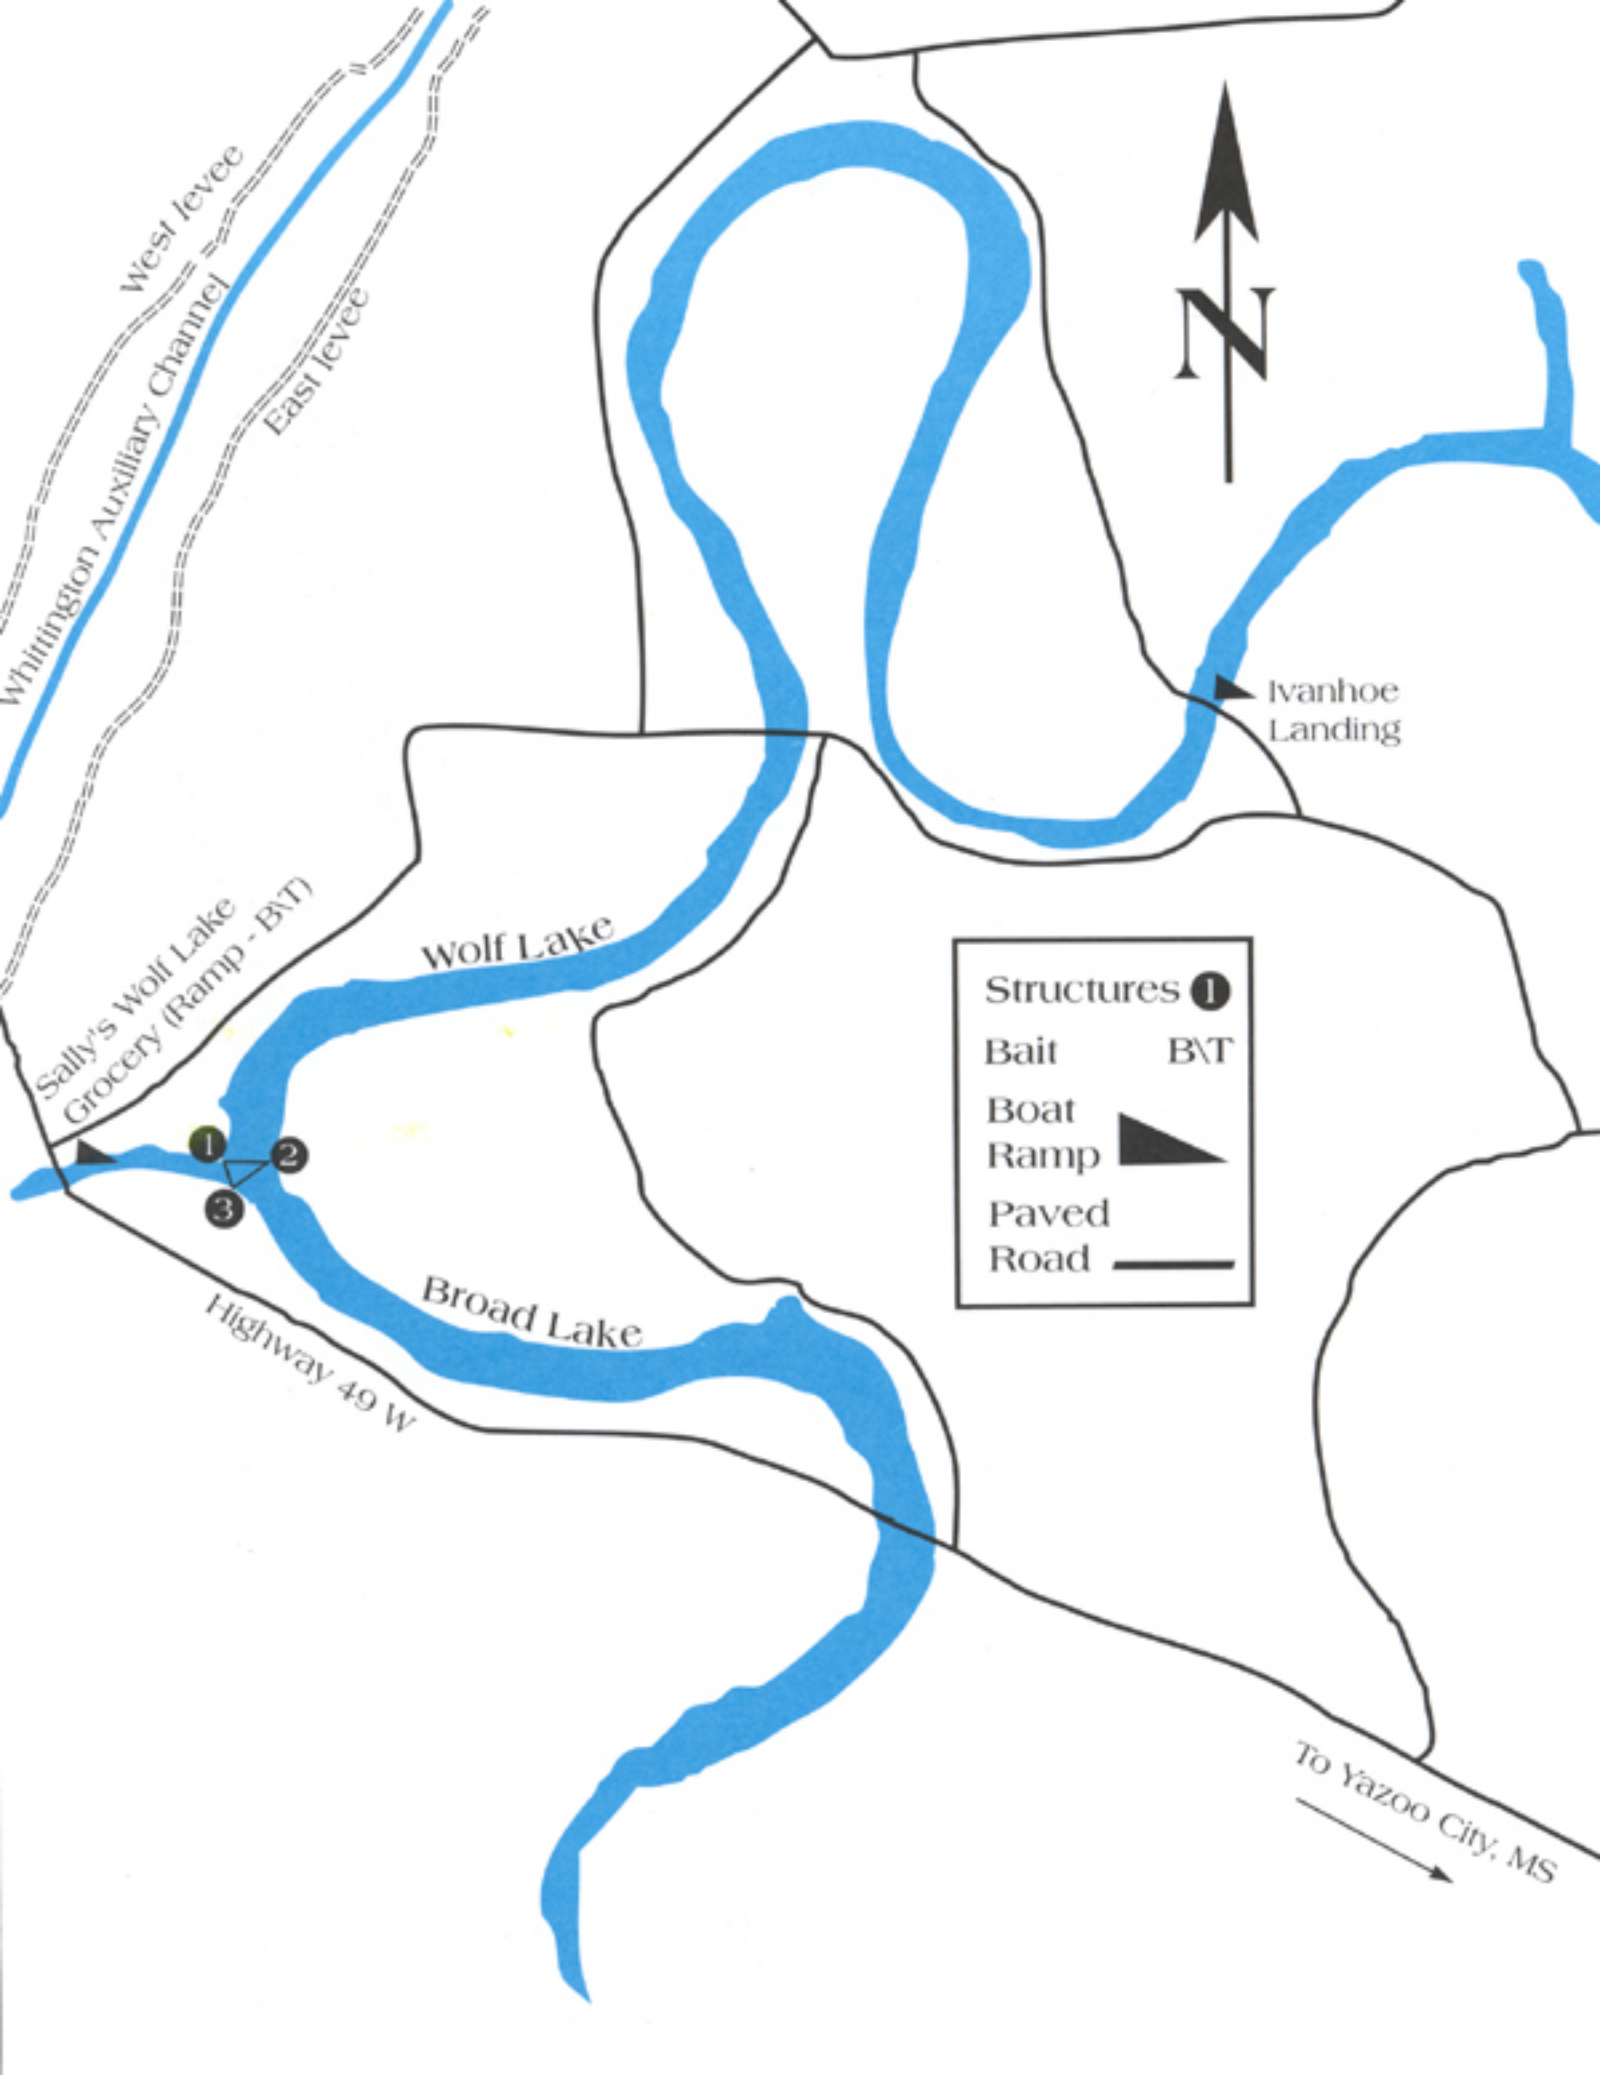 West levee
Whittington Auxiliary Channel
East levee
N
Ivanhoe
Landing
Sally's Wolf Lake
Grocery (Ramp - B\T)
Wolf Lake
Structures 1
Bait B\T
Boat
Ramp
Paved
Road
1
2
3
Broad Lake
Highway 49 W
To Yazoo City, MS